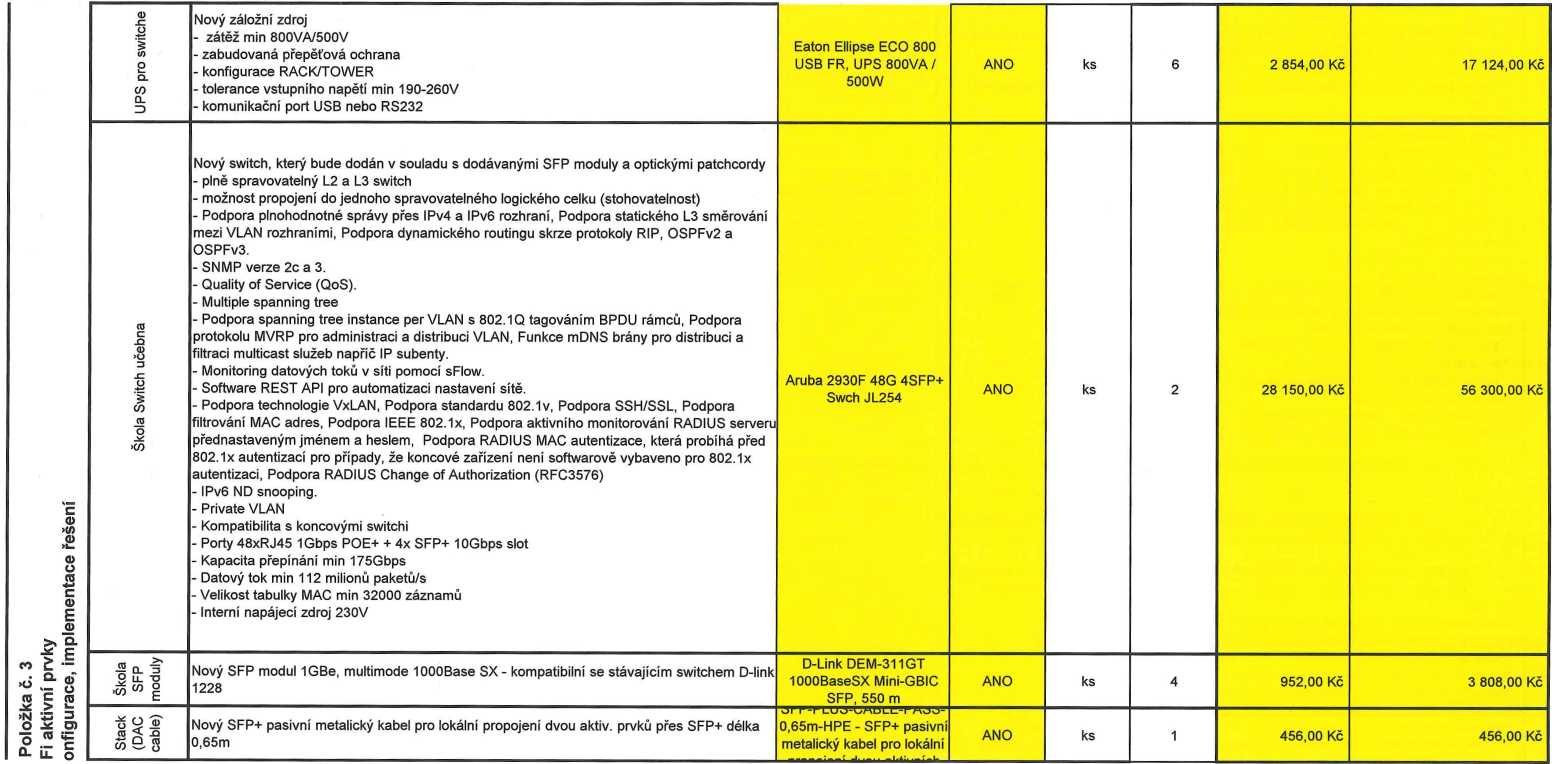 Položka č. 3
Fi aktivní prvky
onfigurace, implementace řešení
UPS pro switche
Nový záložní zdroj
- zátěž min 800VA/500V
- zabudovaná přepěťová ochrana
- konfigurace RACK/TOWER
- tolerance vstupního napětí min 190-260V
- komunikační port USB nebo RS232
Eaton Ellipse ECO 800
USB FR, UPS 800VA /
500W
ANO
ks
6
2 854,00 Kč
17 124,00 Kč
Škola Switch učebna
Nový switch, který bude dodán v souladu s dodávanými SFP moduly a optickými patchcordy
- plně spravovatelný L2 a L3 switch
- možnost propojení do jednoho spravovatelného logického celku (stohovatelnost)
- Podpora plnohodnotné správy přes IPv4 a IPv6 rozhraní, Podpora statického L3 směrování
mezi VLAN rozhraními, Podpora dynamického routingu skrze protokoly RIP, OSPFv2 a
OSPFv3.
- SNMP verze 2c a 3.
- Quality of Service (QoS).
- Multiple spanning tree
- Podpora spanning tree instance per VLAN s 802.1Q tagováním BPDU rámců, Podpora
protokolu MVRP pro administraci a distribuci VLAN, Funkce mDNS brány pro distribuci a
filtraci multicast služeb napříč IP subenty.
- Monitoring datových toků v síti pomocí sFlow.
- Software REST API pro automatizaci nastavení sítě.
- Podpora technologie VxLAN, Podpora standardu 802.1v, Podpora SSH/SSL, Podpora
filtrování MAC adres, Podpora IEEE 802.1x, Podpora aktivního monitorování RADIUS serveru
přednastaveným jménem a heslem, Podpora RADIUS MAC autentizace, která probíhá před
802.1x autentizací pro případy, že koncové zařízení není softwarově vybaveno pro 802.1x
autentizaci, Podpora RADIUS Change of Authorization (RFC3576)
- IPv6 ND snooping.
- Private VLAN
- Kompatibilita s koncovými switchi
- Porty 48xRJ45 1Gbps POE+ + 4x SFP+ 10Gbps slot
- Kapacita přepínání min 175Gbps
- Datový tok min 112 milionů paketů/s
- Velikost tabulky MAC min 32000 záznamů
- Interní napájecí zdroj 230V
Aruba 2930F 48G 4SFP+
Swch JL254
ANO
ks
2
28 150,00 Kč
56 300,00 Kč
Škola
SFP
moduly
Nový SFP modul 1GBe, multimode 1000Base SX - kompatibilní se stávajícím switchem D-link
1228
D-Link DEM-311GT
1000BaseSX Mini-GBIC
SFP, 550 m
ANO
ks
4
952,00 Kč
3 808,00 Kč
Stack
(DAC
cable)
Nový SFP+ pasivní metalický kabel pro lokální propojení dvou aktiv. prvků přes SFP+ délka
0,65m
SFP-PLUS-CABLE-PASS-
0,65m-HPE - SFP+ pasivní
metalický kabel pro lokální
propojení dvou aktivních
ANO
ks
1
456,00 Kč
456,00 Kč